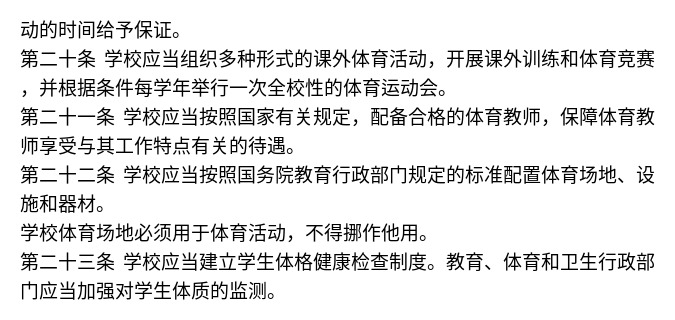 动的时间给予保证。
第二十条 学校应当组织多种形式的课外体育活动，开展课外训练和体育竞赛
，并根据条件每学年举行一次全校性的体育运动会。
第二十一条 学校应当按照国家有关规定，配备合格的体育教师，保障体育教
师享受与其工作特点有关的待遇。
第二十二条 学校应当按照国务院教育行政部门规定的标准配置体育场地、设
施和器材。
学校体育场地必须用于体育活动，不得挪作他用。
第二十三条 学校应当建立学生体格健康检查制度。教育、体育和卫生行政部
门应当加强对学生体质的监测。